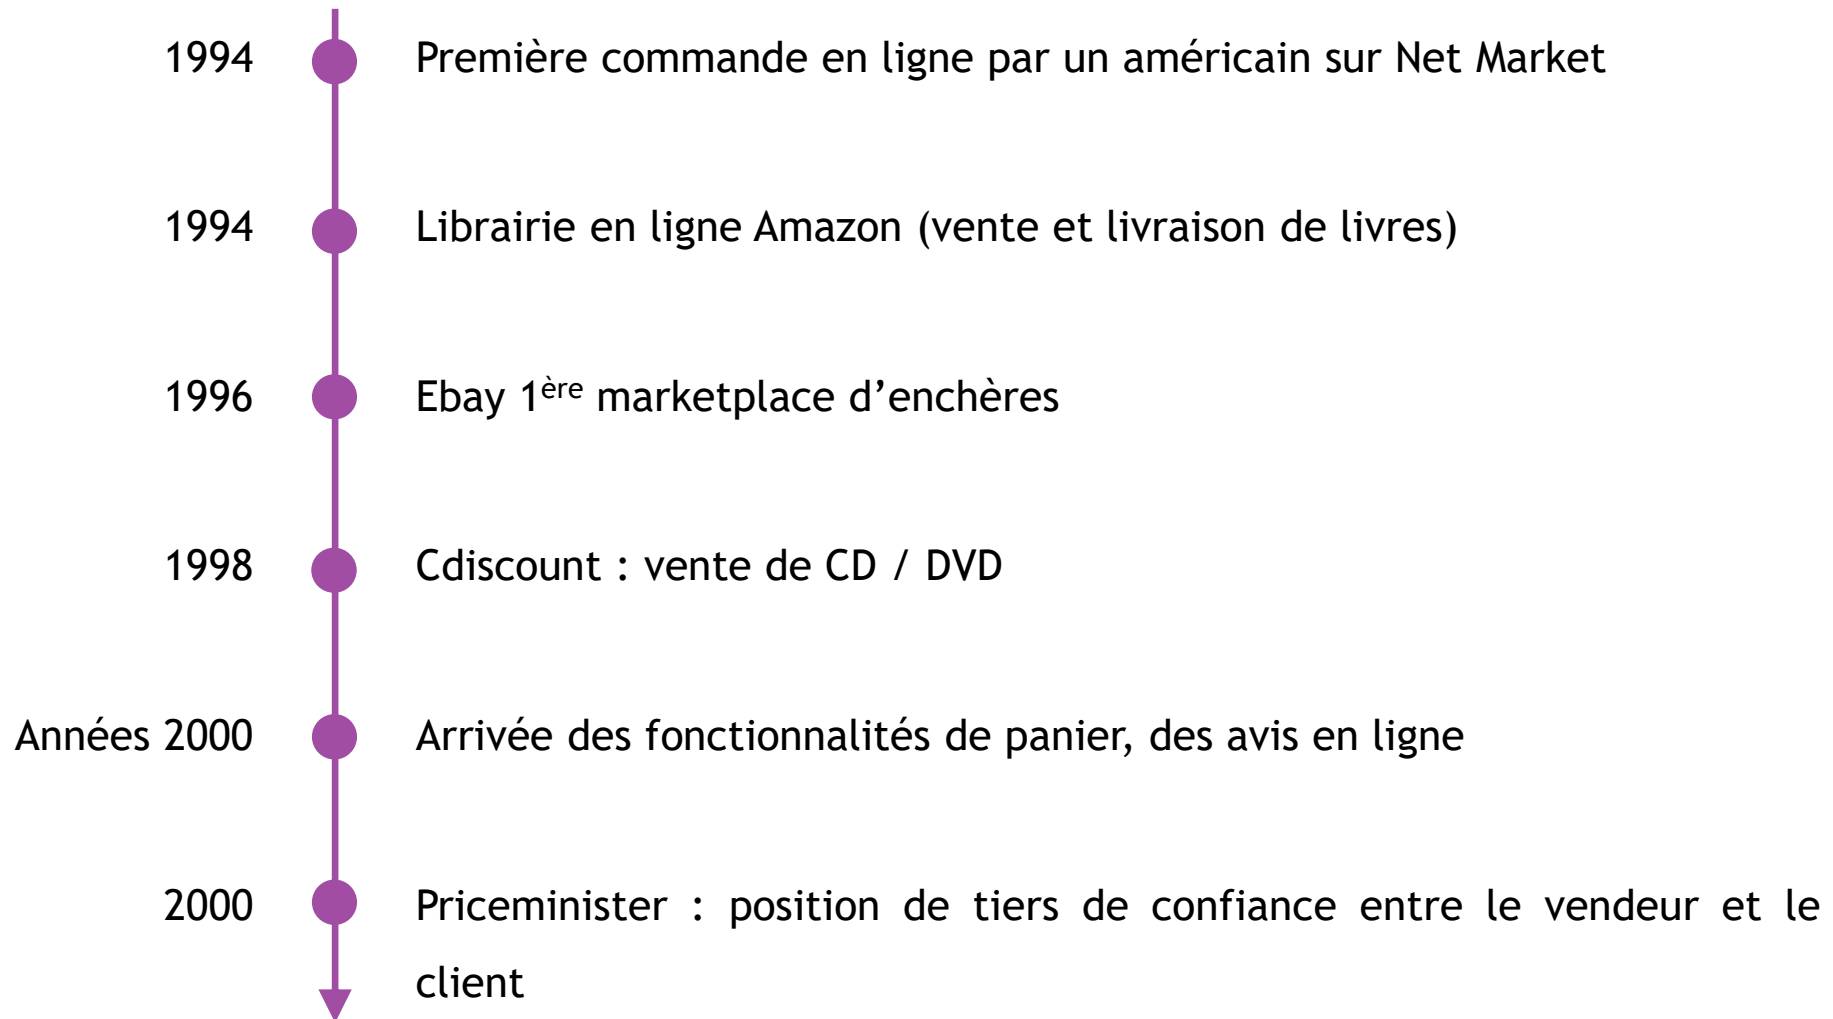 1994 Première commande en ligne par un américain sur Net Market
1994 Librairie en ligne Amazon (vente et livraison de livres)
1996 Ebay 1ère marketplace d’enchères
1998 Cdiscount : vente de CD / DVD
Années 2000 Arrivée des fonctionnalités de panier, des avis en ligne
2000 Priceminister : position de tiers de confiance entre le vendeur et le
client